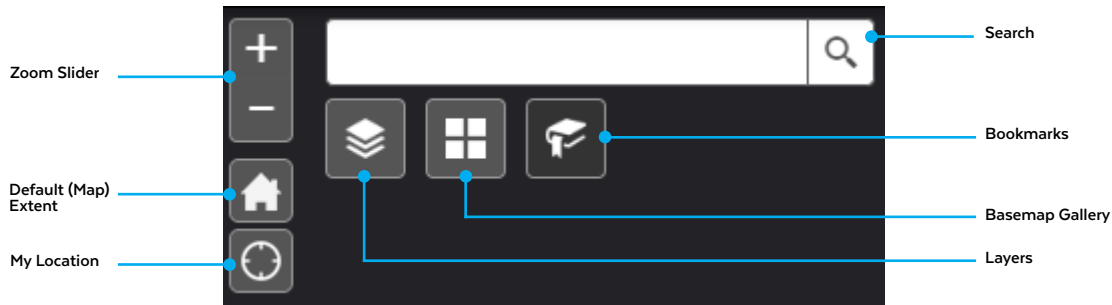 Zoom Slider
Default (Map)
Extent
My Location
Search
Bookmarks
Basemap Gallery
Layers